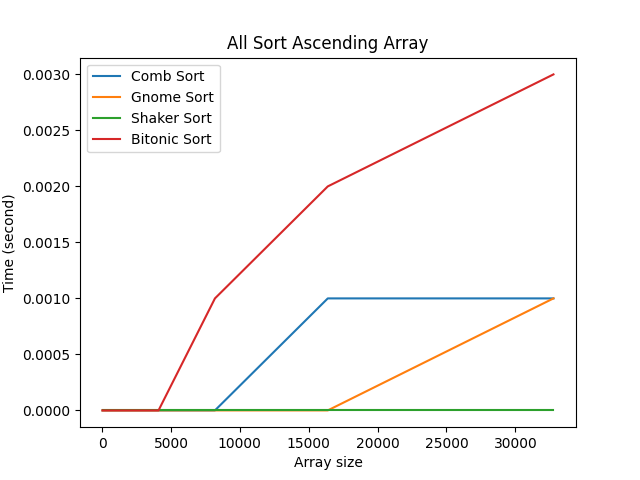 All Sort Ascending Array
Comb Sort
Gnome Sort
Shaker Sort
Bitonic Sort
0.0030
0.0025
0.0020
0.0015
0.0010
0.0005
0.0000
Time (second)
0 5000 10000 15000 20000 25000 30000
Array size